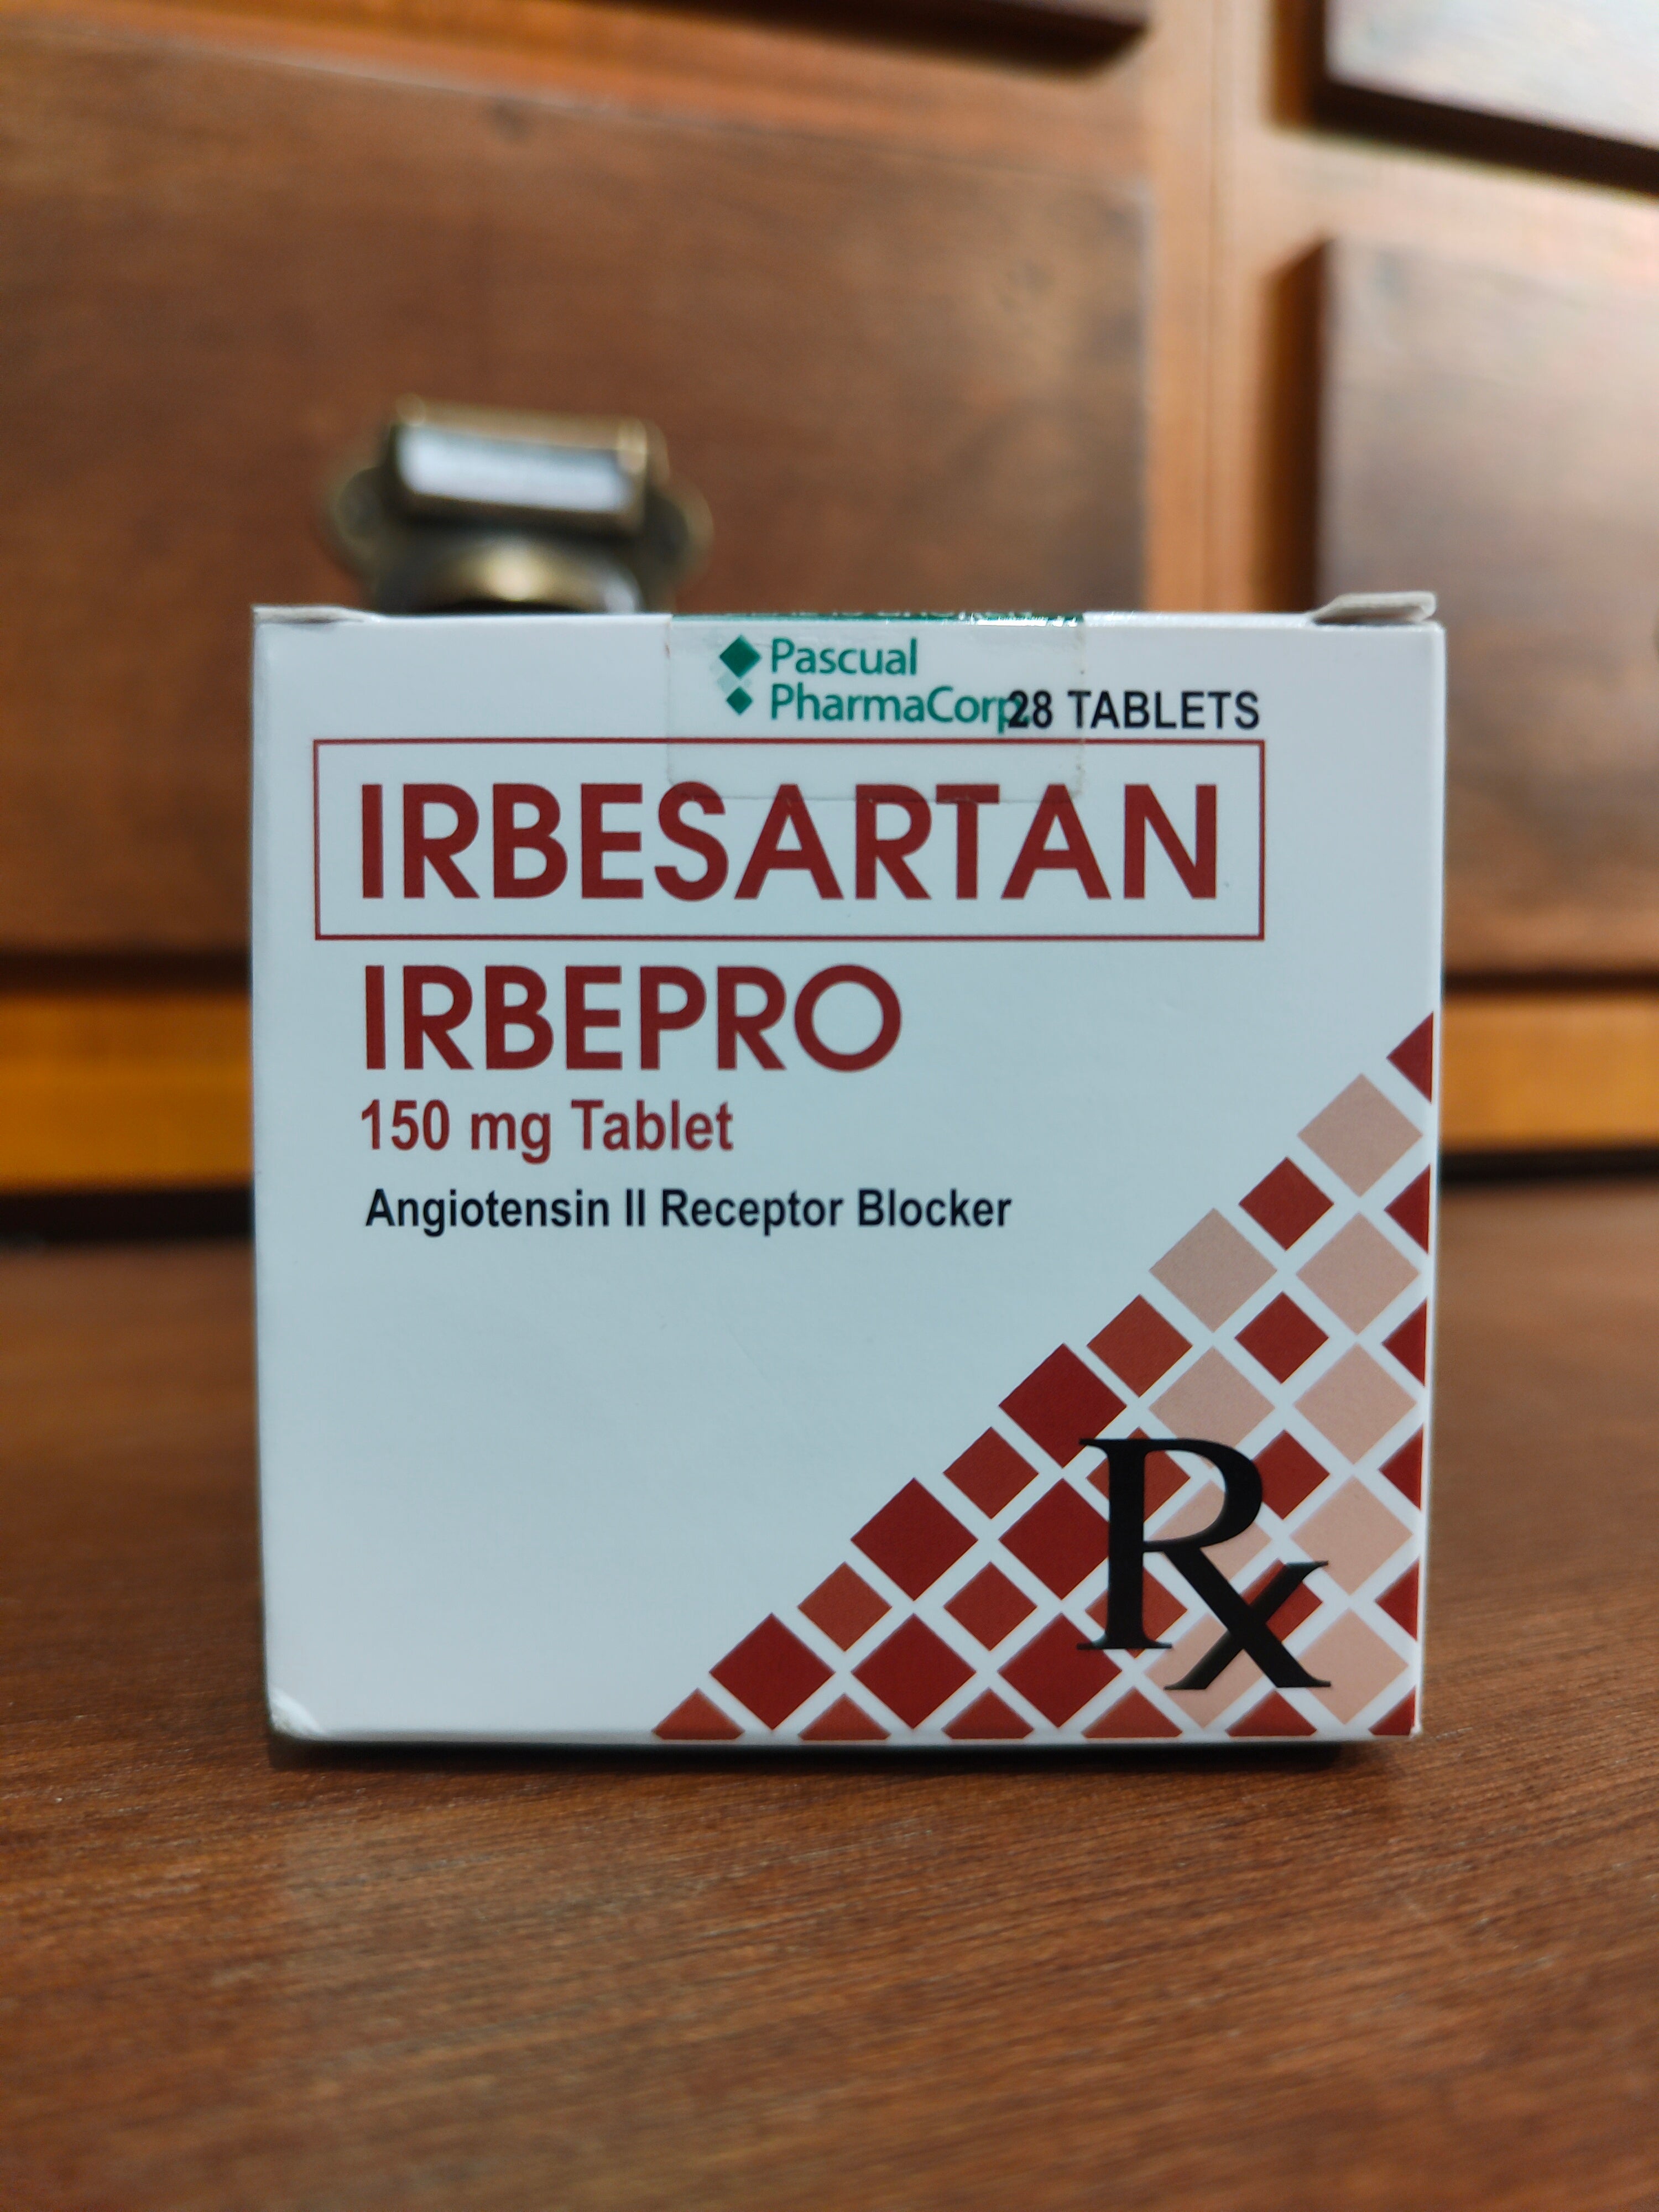 Pascual
PharmaCorp.
28 TABLETS
IRBESARTAN
IRBEPRO
150 mg Tablet
Angiotensin II Receptor Blocker
Rx